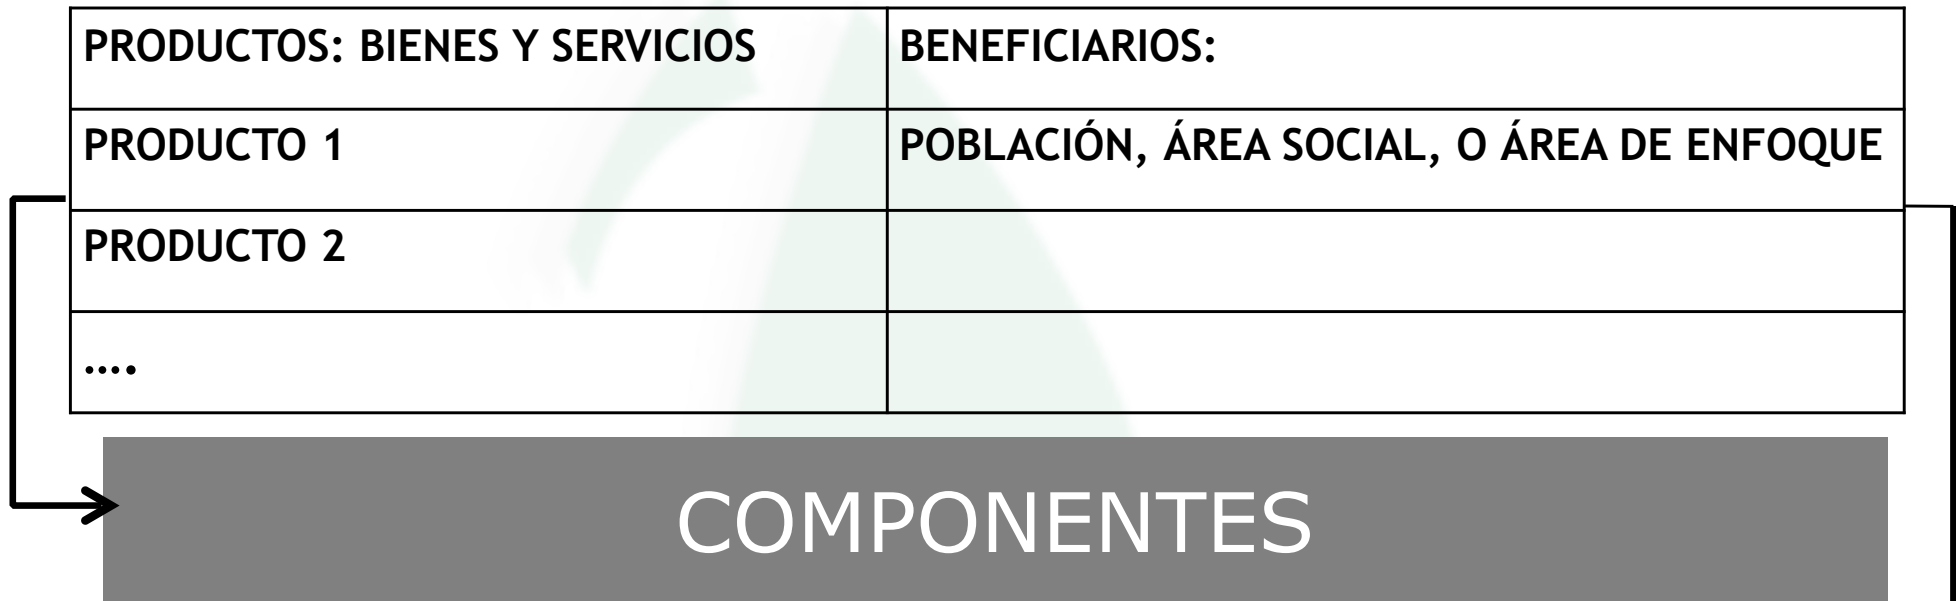 PRODUCTOS: BIENES Y SERVICIOS
BENEFICIARIOS:
PRODUCTO 1
POBLACIÓN, ÁREA SOCIAL, O ÁREA DE ENFOQUE
PRODUCTO 2
....
COMPONENTES